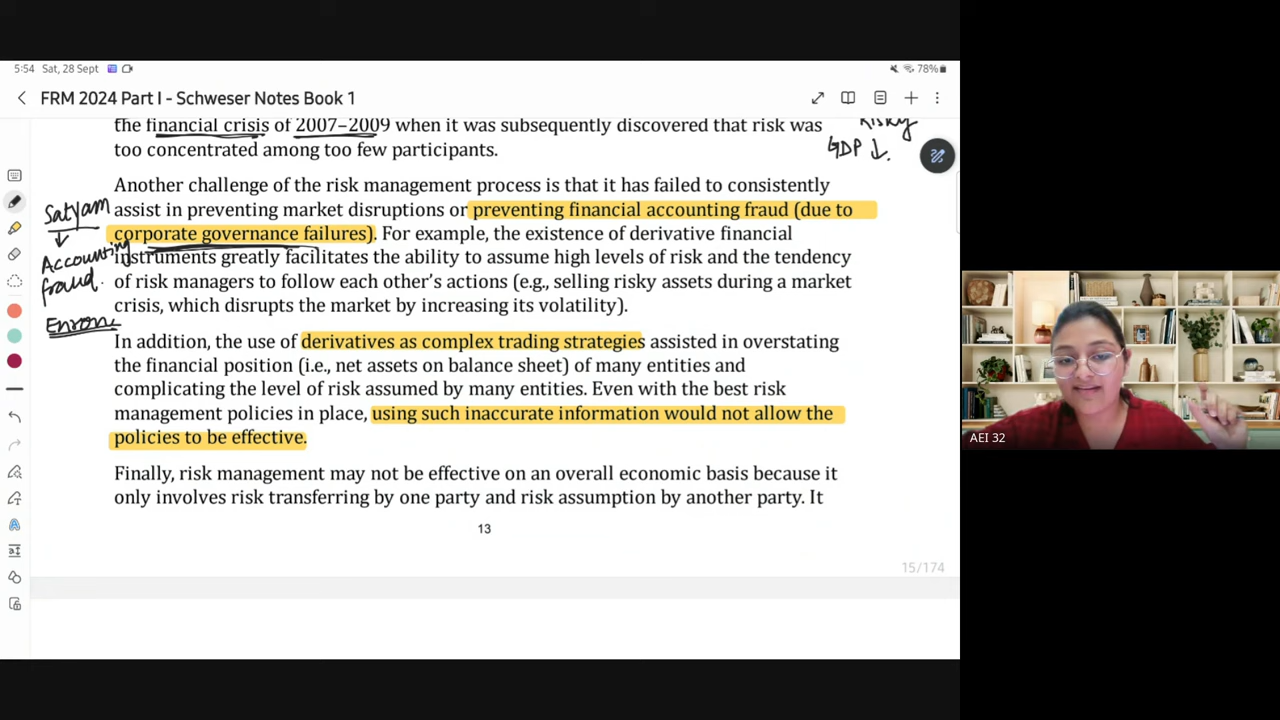 5:54 Sat, 28 Sept
78%
FRM 2024 Part I - Schweser Notes Book 1
the financial crisis of 2007–2009 when it was subsequently discovered that risk was
too concentrated among too few participants.
Risky
GDP ↓.
Another challenge of the risk management process is that it has failed to consistently
assist in preventing market disruptions or preventing financial accounting fraud (due to
corporate governance failures). For example, the existence of derivative financial
instruments greatly facilitates the ability to assume high levels of risk and the tendency
of risk managers to follow each other's actions (e.g., selling risky assets during a market
crisis, which disrupts the market by increasing its volatility).
Satyam
↓
Accounting
fraud.
Enron
In addition, the use of derivatives as complex trading strategies assisted in overstating
the financial position (i.e., net assets on balance sheet) of many entities and
complicating the level of risk assumed by many entities. Even with the best risk
management policies in place, using such inaccurate information would not allow the
policies to be effective.
Finally, risk management may not be effective on an overall economic basis because it
only involves risk transferring by one party and risk assumption by another party. It
13
15/174
AEI 32